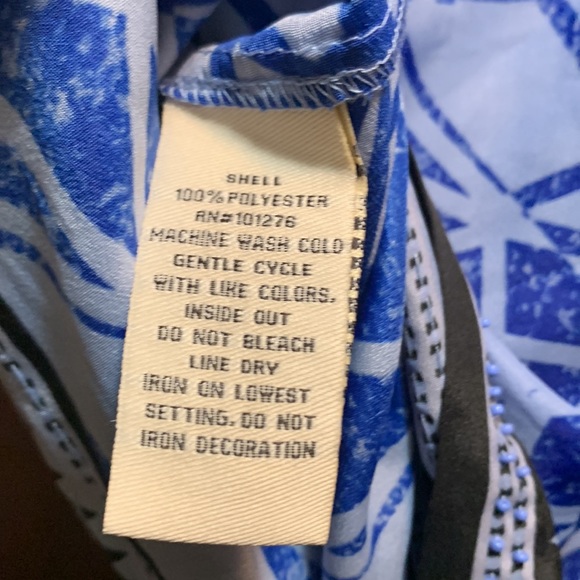 SHELL
100% POLYESTER
RN#101276
MACHINE WASH COLD
GENTLE CYCLE
WITH LIKE COLORS.
INSIDE OUT
DO NOT BLEACH
LINE DRY
IRON ON LOWEST
SETTING. DO NOT
IRON DECORATION